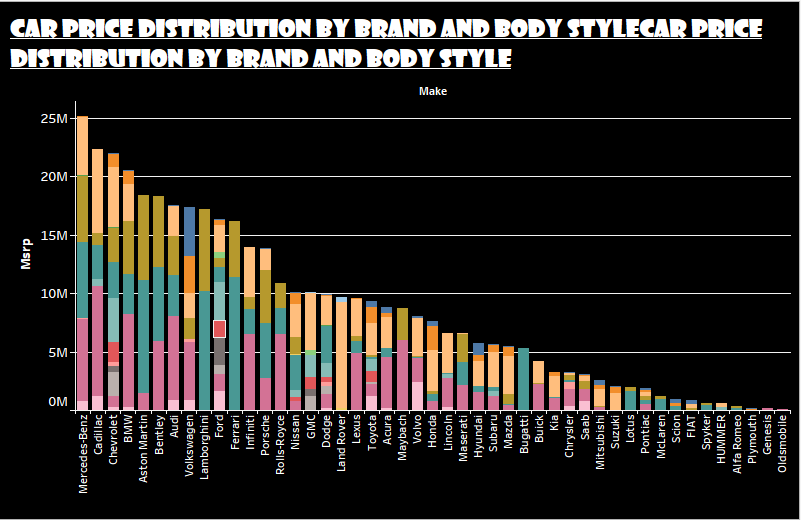 CAR PRICE DISTRIBUTION BY BRAND AND BODY STYLECAR PRICE
DISTRIBUTION BY BRAND AND BODY STYLE
Make
Msrp
25M
20M
15M
10M
5M
0M
Mercedes-Benz
Cadillac
Chevrolet
BMW
Aston Martin
Bentley
Audi
Volkswagen
Lamborghini
Ford
Ferrari
Infiniti
Porsche
Rolls-Royce
Nissan
GMC
Dodge
Land Rover
Lexus
Toyota
Acura
Maybach
Volvo
Honda
Lincoln
Maserati
Hyundai
Subaru
Mazda
Bugatti
Buick
Kia
Chrysler
Saab
Mitsubishi
Suzuki
Lotus
Pontiac
McLaren
Scion
FIAT
Spyker
HUMMER
Alfa Romeo
Plymouth
Genesis
Oldsmobile